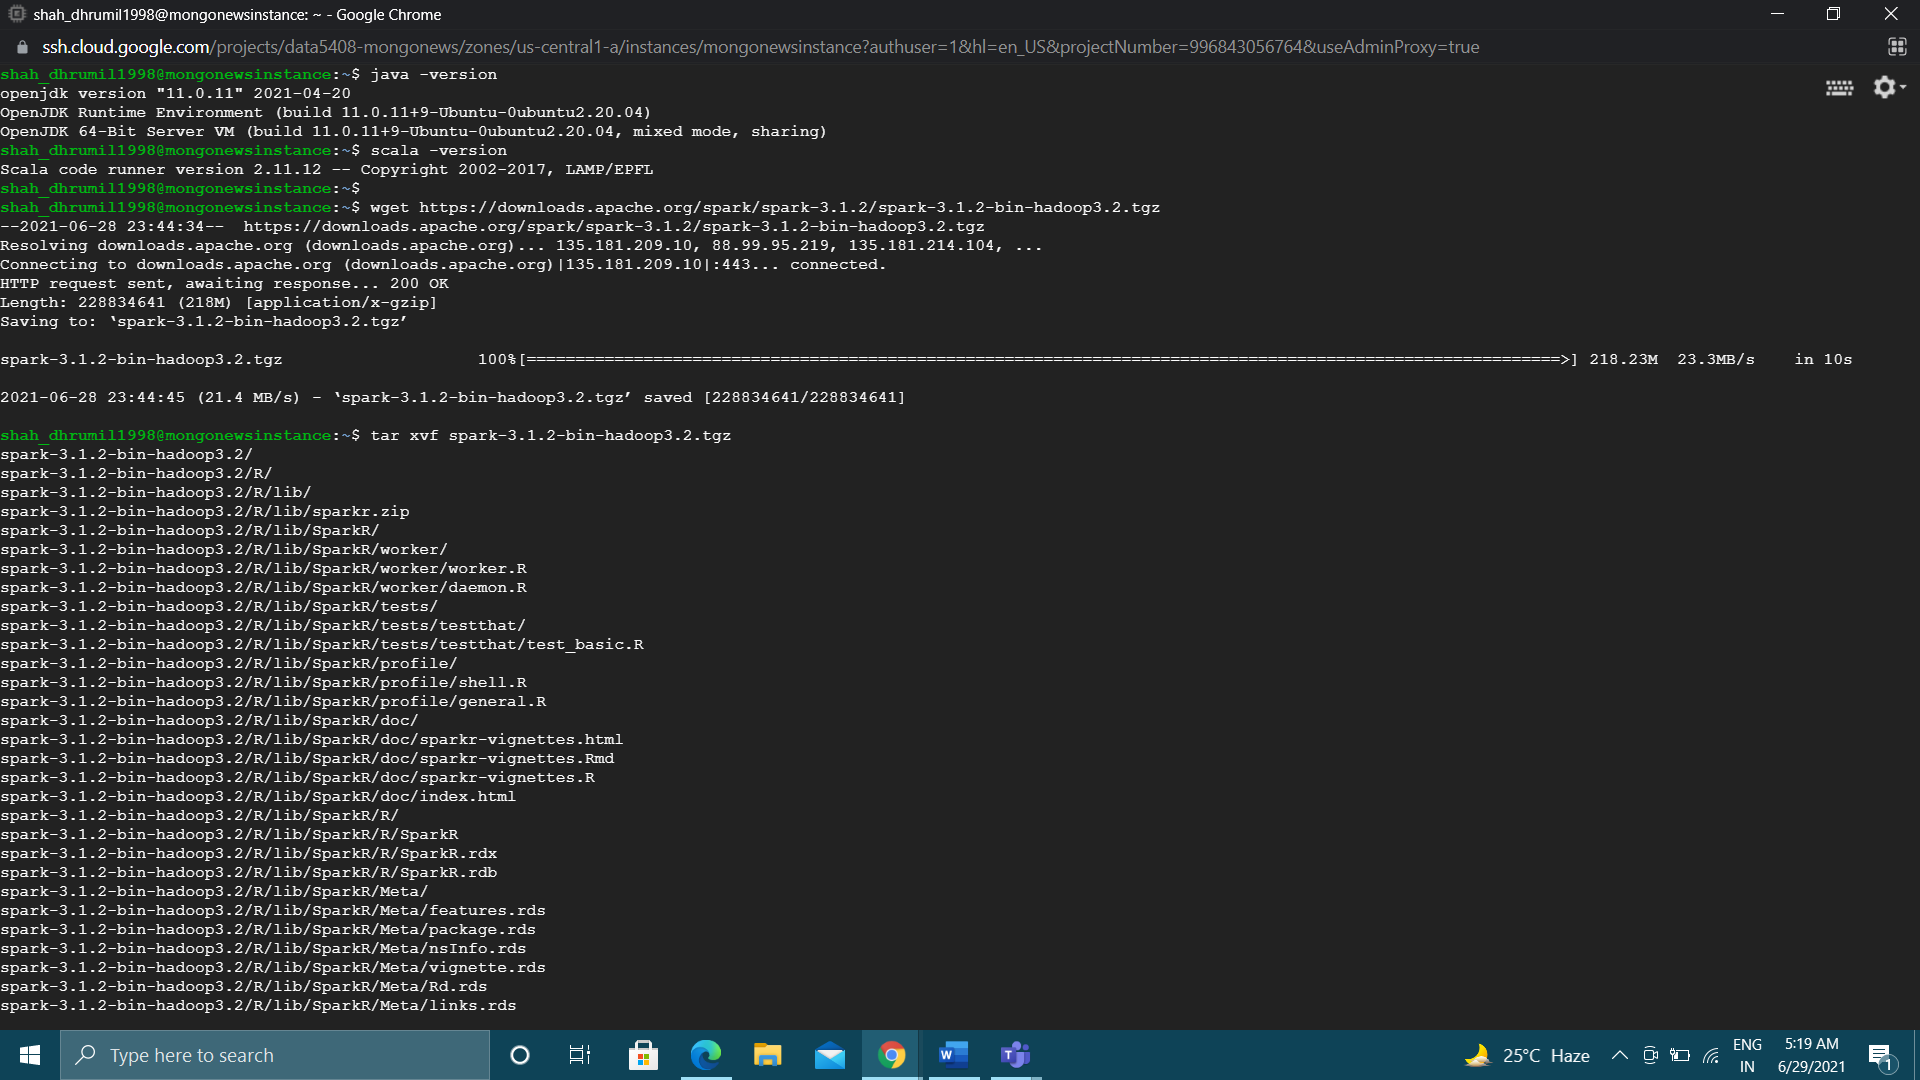 shah_dhrumil1998@mongonewsinstance: ~ - Google Chrome
ssh.cloud.google.com/projects/data5408-mongonews/zones/us-central1-a/instances/mongonewsinstance?authuser=1&hl=en_US&projectNumber=996843056764&useAdminProxy=true
shah_dhrumil1998@mongonewsinstance:~$ java -version
openjdk version "11.0.11" 2021-04-20
OpenJDK Runtime Environment (build 11.0.11+9-Ubuntu-0ubuntu2.20.04)
OpenJDK 64-Bit Server VM (build 11.0.11+9-Ubuntu-0ubuntu2.20.04, mixed mode, sharing)
shah_dhrumil1998@mongonewsinstance:~$ scala -version
Scala code runner version 2.11.12 -- Copyright 2002-2017, LAMP/EPFL
shah_dhrumil1998@mongonewsinstance:~$
shah_dhrumil1998@mongonewsinstance:~$ wget https://downloads.apache.org/spark/spark-3.1.2/spark-3.1.2-bin-hadoop3.2.tgz
--2021-06-28 23:44:34--  https://downloads.apache.org/spark/spark-3.1.2/spark-3.1.2-bin-hadoop3.2.tgz
Resolving downloads.apache.org (downloads.apache.org)... 135.181.209.10, 88.99.95.219, 135.181.214.104, ...
Connecting to downloads.apache.org (downloads.apache.org)|135.181.209.10|:443... connected.
HTTP request sent, awaiting response... 200 OK
Length: 228834641 (218M) [application/x-gzip]
Saving to: ‘spark-3.1.2-bin-hadoop3.2.tgz’
spark-3.1.2-bin-hadoop3.2.tgz 100%[==========================================================================================================>] 218.23M 23.3MB/s in 10s
2021-06-28 23:44:45 (21.4 MB/s) - ‘spark-3.1.2-bin-hadoop3.2.tgz’ saved [228834641/228834641]
shah_dhrumil1998@mongonewsinstance:~$ tar xvf spark-3.1.2-bin-hadoop3.2.tgz
spark-3.1.2-bin-hadoop3.2/
spark-3.1.2-bin-hadoop3.2/R/
spark-3.1.2-bin-hadoop3.2/R/lib/
spark-3.1.2-bin-hadoop3.2/R/lib/sparkr.zip
spark-3.1.2-bin-hadoop3.2/R/lib/SparkR/
spark-3.1.2-bin-hadoop3.2/R/lib/SparkR/worker/
spark-3.1.2-bin-hadoop3.2/R/lib/SparkR/worker/worker.R
spark-3.1.2-bin-hadoop3.2/R/lib/SparkR/worker/daemon.R
spark-3.1.2-bin-hadoop3.2/R/lib/SparkR/tests/
spark-3.1.2-bin-hadoop3.2/R/lib/SparkR/tests/testthat/
spark-3.1.2-bin-hadoop3.2/R/lib/SparkR/tests/testthat/test_basic.R
spark-3.1.2-bin-hadoop3.2/R/lib/SparkR/profile/
spark-3.1.2-bin-hadoop3.2/R/lib/SparkR/profile/shell.R
spark-3.1.2-bin-hadoop3.2/R/lib/SparkR/profile/general.R
spark-3.1.2-bin-hadoop3.2/R/lib/SparkR/doc/
spark-3.1.2-bin-hadoop3.2/R/lib/SparkR/doc/sparkr-vignettes.html
spark-3.1.2-bin-hadoop3.2/R/lib/SparkR/doc/sparkr-vignettes.Rmd
spark-3.1.2-bin-hadoop3.2/R/lib/SparkR/doc/sparkr-vignettes.R
spark-3.1.2-bin-hadoop3.2/R/lib/SparkR/doc/index.html
spark-3.1.2-bin-hadoop3.2/R/lib/SparkR/R/
spark-3.1.2-bin-hadoop3.2/R/lib/SparkR/R/SparkR
spark-3.1.2-bin-hadoop3.2/R/lib/SparkR/R/SparkR.rdx
spark-3.1.2-bin-hadoop3.2/R/lib/SparkR/R/SparkR.rdb
spark-3.1.2-bin-hadoop3.2/R/lib/SparkR/Meta/
spark-3.1.2-bin-hadoop3.2/R/lib/SparkR/Meta/features.rds
spark-3.1.2-bin-hadoop3.2/R/lib/SparkR/Meta/package.rds
spark-3.1.2-bin-hadoop3.2/R/lib/SparkR/Meta/nsInfo.rds
spark-3.1.2-bin-hadoop3.2/R/lib/SparkR/Meta/vignette.rds
spark-3.1.2-bin-hadoop3.2/R/lib/SparkR/Meta/Rd.rds
spark-3.1.2-bin-hadoop3.2/R/lib/SparkR/Meta/links.rds
Type here to search
25°C Haze
ENG
IN
5:19 AM
6/29/2021
1